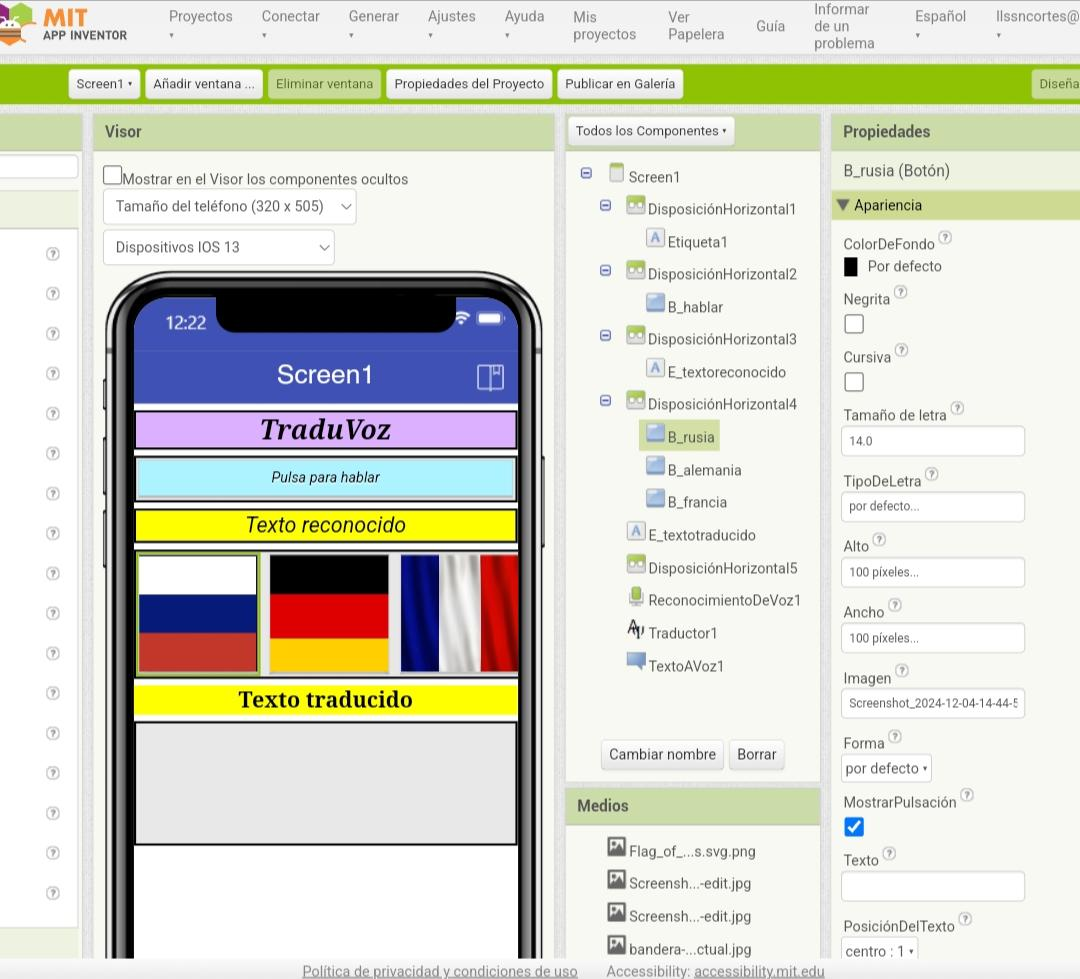 MIT
APP INVENTOR
Proyectos
Conectar
Generar
Ajustes
Ayuda
Mis
proyectos
Ver
Papelera
Guía
Informar
de un
problema
Español
llssncortes@
Screen1
Añadir ventana ...
Eliminar ventana
Propiedades del Proyecto
Publicar en Galería
Diseña
Visor
Mostrar en el Visor los componentes ocultos
Tamaño del teléfono (320 x 505)
Dispositivos IOS 13
12:22
Screen1
TraduVoz
Pulsa para hablar
Texto reconocido
Texto traducido
Todos los Componentes
Screen1
DisposiciónHorizontal1
Etiqueta1
DisposiciónHorizontal2
B_hablar
DisposiciónHorizontal3
E_textoreconocido
DisposiciónHorizontal4
B_rusia
B_alemania
B_francia
E_textotraducido
DisposiciónHorizontal5
ReconocimientoDeVoz1
Traductor1
TextoAVoz1
Cambiar nombre
Borrar
Medios
Flag_of_...s.svg.png
Screensh...-edit.jpg
Screensh...-edit.jpg
bandera-...ctual.jpg
Propiedades
B_rusia (Botón)
Apariencia
ColorDeFondo
Por defecto
Negrita
Cursiva
Tamaño de letra
14.0
TipoDeLetra
por defecto...
Alto
100 píxeles...
Ancho
100 píxeles...
Imagen
Screenshot_2024-12-04-14-44-5
Forma
por defecto
MostrarPulsación
Texto
PosiciónDelTexto
centro : 1
Política de privacidad y condiciones de uso
Accessibility: accessibility.mit.edu